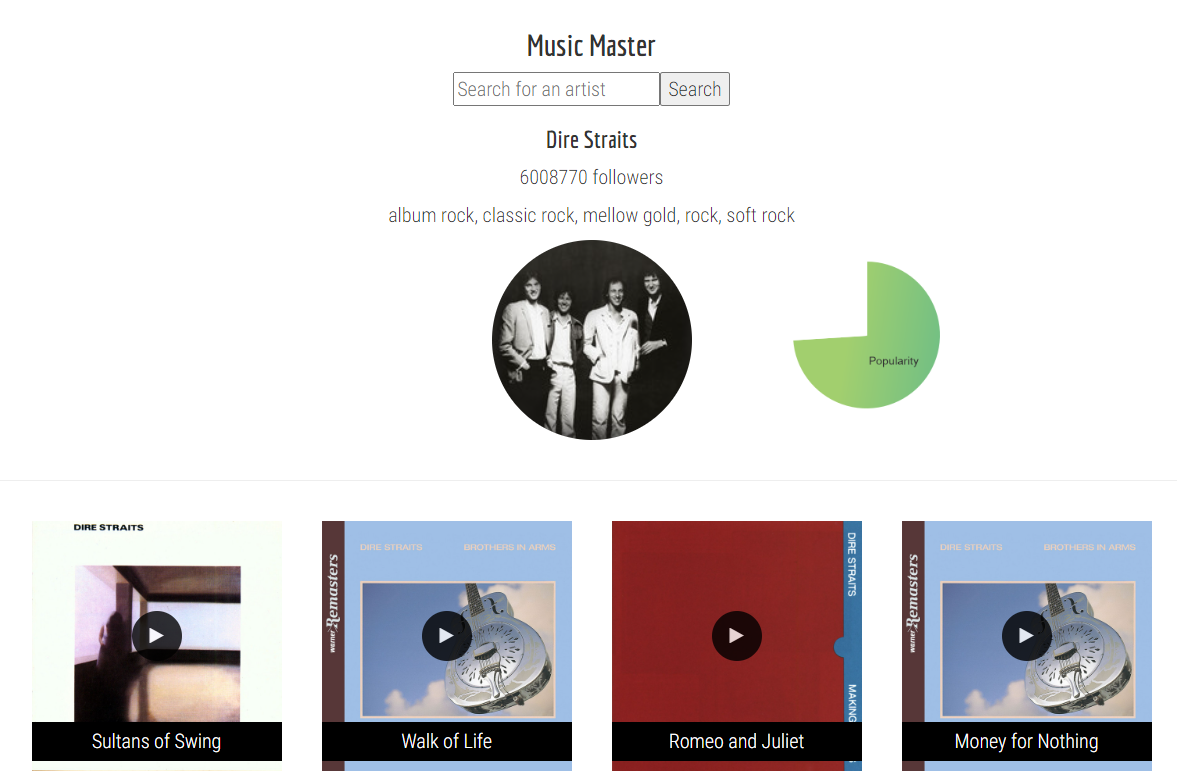 Music Master
Search for an artist Search
Dire Straits
6008770 followers
album rock, classic rock, mellow gold, rock, soft rock
Popularity
DIRE STRAITS
Sultans of Swing
Remasters
DIRE STRAITS BROTHERS IN ARMS
Walk of Life
DIRE STRAITS
MAKING
Romeo and Juliet
Remasters
DIRE STRAITS BROTHERS IN ARMS
Money for Nothing